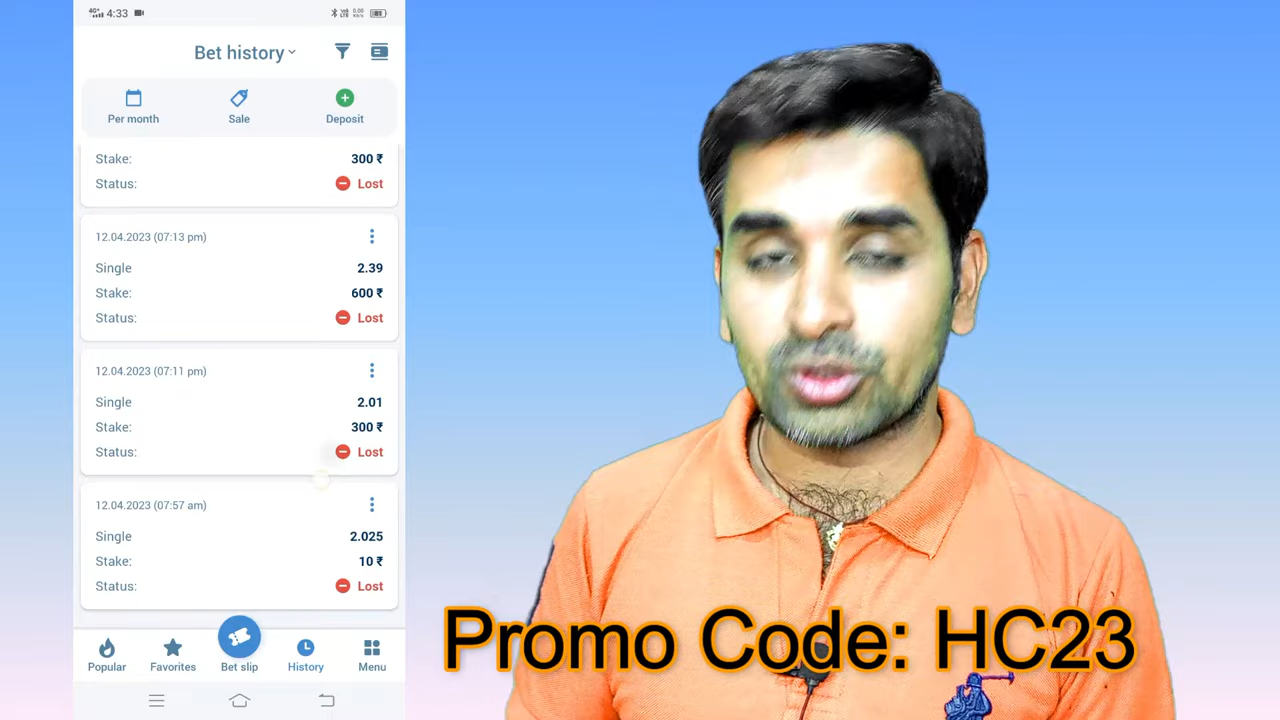 4G+ 4:33
0.00
Bet history
Per month
Sale
Deposit
Stake: 300 ₹
Status: Lost
12.04.2023 (07:13 pm)
Single 2.39
Stake: 600 ₹
Status: Lost
12.04.2023 (07:11 pm)
Single 2.01
Stake: 300 ₹
Status: Lost
12.04.2023 (07:57 am)
Single 2.025
Stake: 10 ₹
Status: Lost
Popular
Favorites
Bet slip
History
Menu
Promo Code: HC23